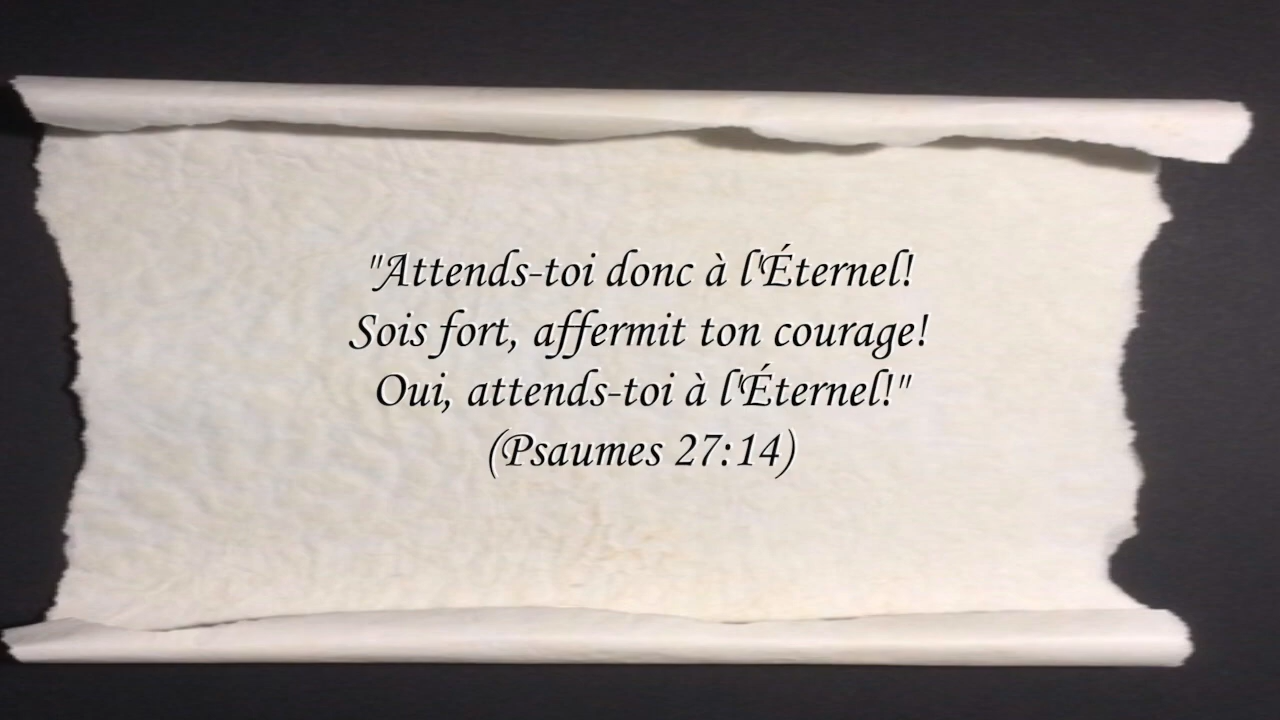 "Attends-toi donc à l'Éternel!
Sois fort, affermit ton courage!
Oui, attends-toi à l'Éternel!"
(Psaumes 27:14)